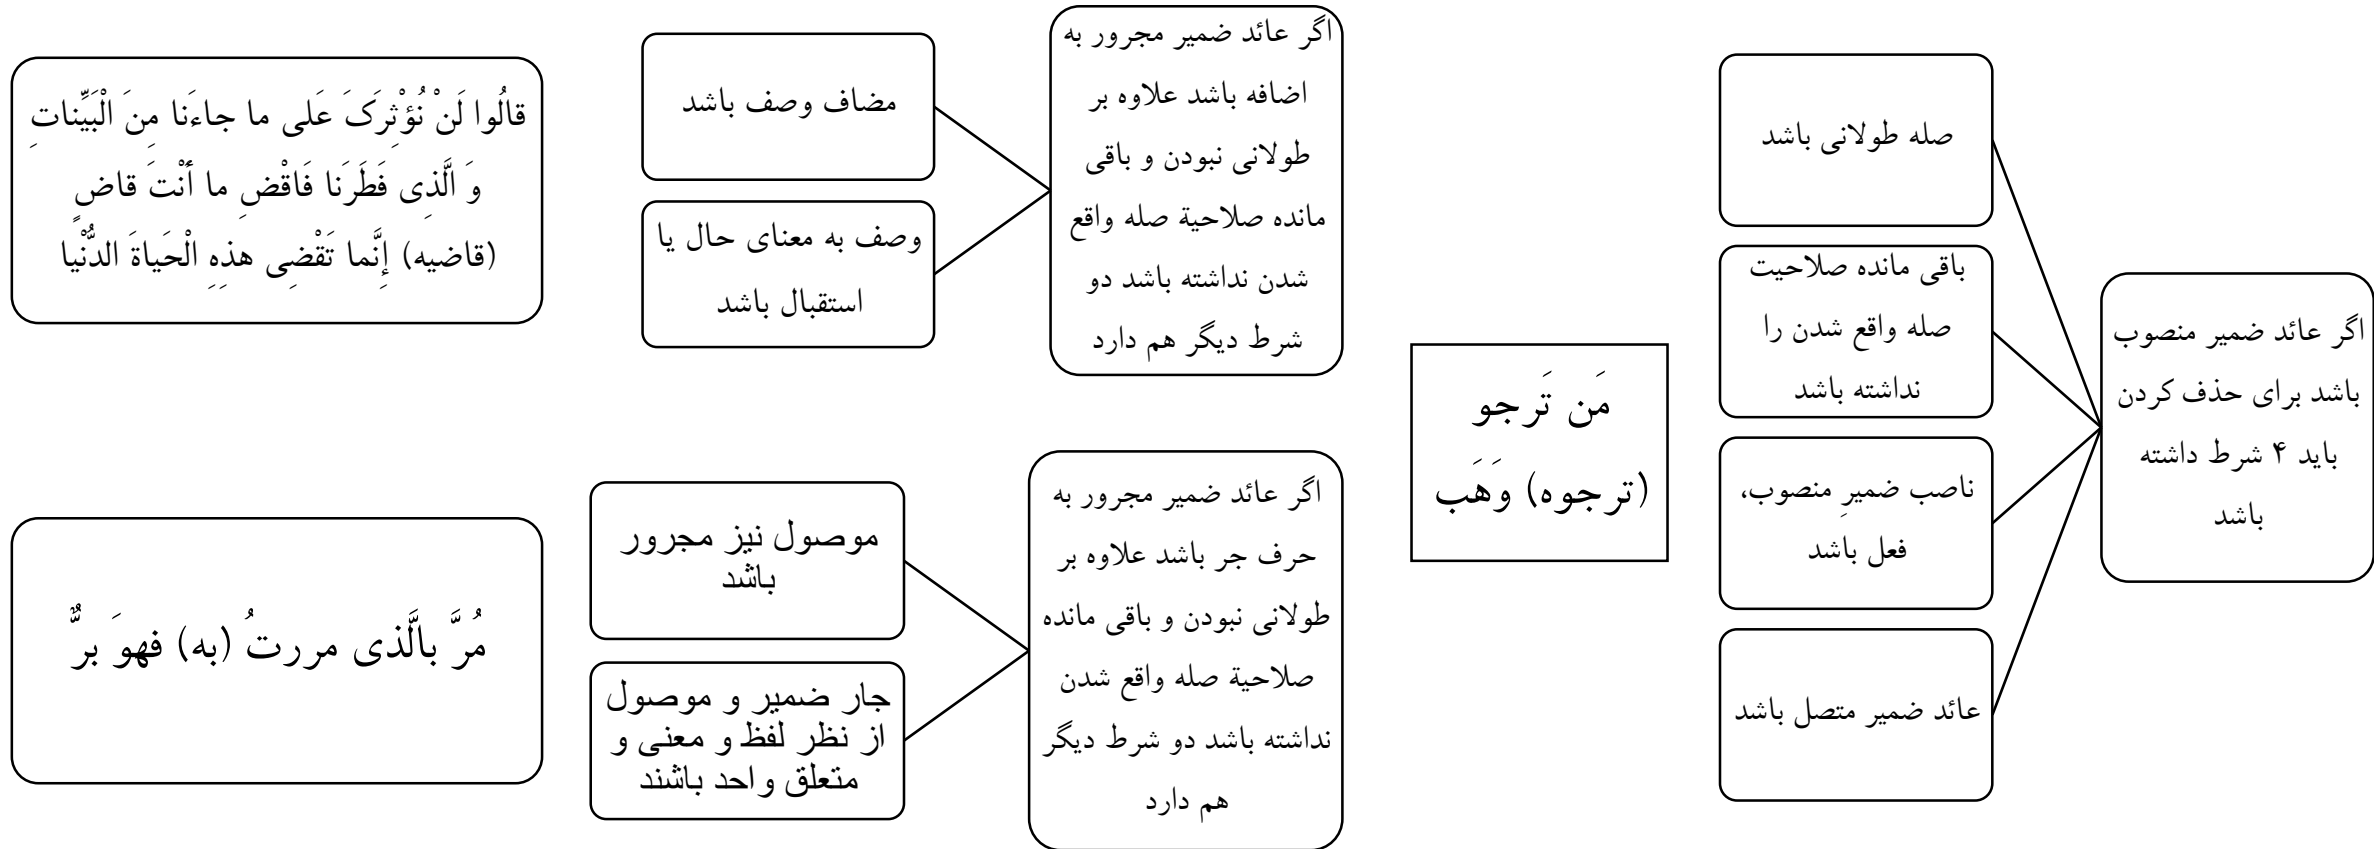 اگر عائد ضمیر منصوب
باشد برای حذف کردن
باید ۴ شرط داشته
باشد
صله طولانی باشد
باقی مانده صلاحیت
صله واقع شدن را
نداشته باشد
ناصب ضمیرِ منصوب،
فعل باشد
عائد ضمیر متصل باشد
مَن تَرجو
(ترجوه) وَهَب
اگر عائد ضمیر مجرور به
اضافه باشد علاوه بر
طولانی نبودن و باقی
مانده صلاحیة صله واقع
شدن نداشته باشد دو
شرط دیگر هم دارد
مضاف وصف باشد
وصف به معنای حال یا
استقبال باشد
قالُوا لَنْ نُؤْثِرَکَ عَلی ما جاءَنا مِنَ الْبَیِّناتِ
وَ الَّذِی فَطَرَنا فَاقْضِ ما أَنْتَ قاضٍ
(قاضیه) إِنَّما تَقْضِی هذِهِ الْحَیاةَ الدُّنْیا
اگر عائد ضمیر مجرور به
حرف جر باشد علاوه بر
طولانی نبودن و باقی مانده
صلاحیة صله واقع شدن
نداشته باشد دو شرط دیگر
هم دارد
موصول نیز مجرور
باشد
جار ضمیر و موصول
از نظر لفظ و معنی و
متعلق واحد باشند
مُرَّ بالَّذی مررتُ (به) فهوَ برٌّ